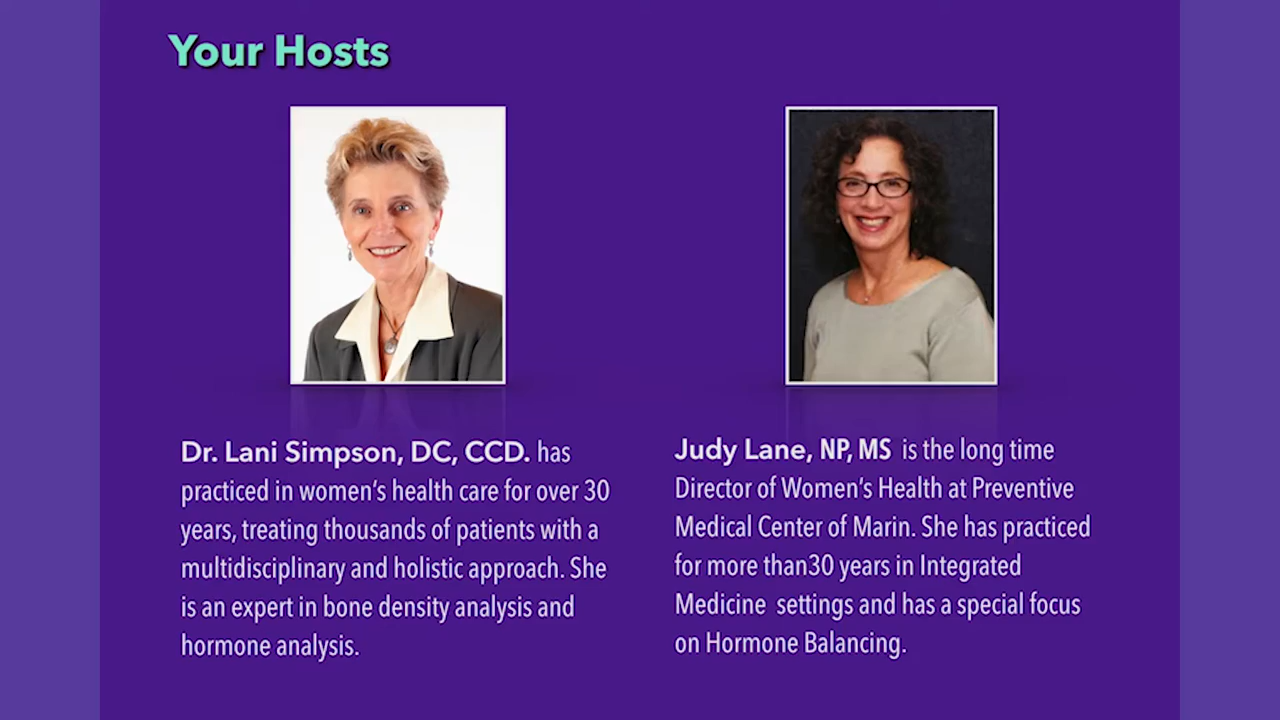 Your Hosts
Dr. Lani Simpson, DC, CCD. has
practiced in women's health care for over 30
years, treating thousands of patients with a
multidisciplinary and holistic approach. She
is an expert in bone density analysis and
hormone analysis.
Judy Lane, NP, MS is the long time
Director of Women's Health at Preventive
Medical Center of Marin. She has practiced
for more than30 years in Integrated
Medicine settings and has a special focus
on Hormone Balancing.